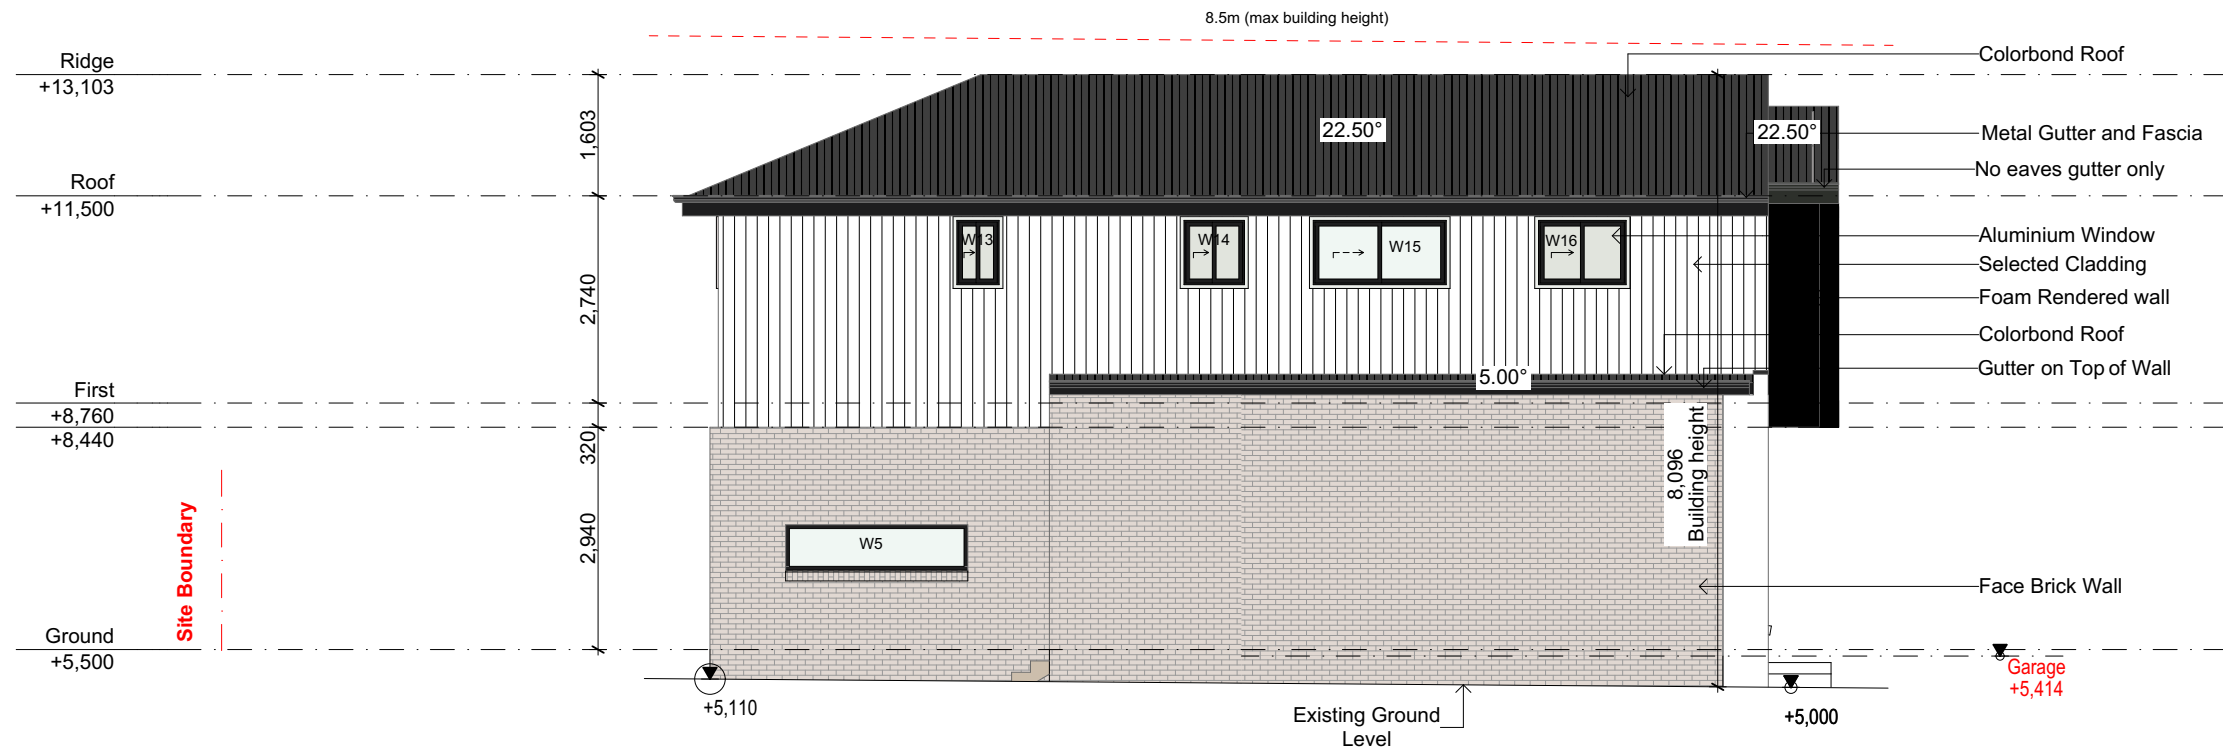 8.5m (max building height)
Ridge
+13,103
Colorbond Roof
1,603
22.50°
22.50°
Metal Gutter and Fascia
No eaves gutter only
Roof
+11,500
W13
W14
W15
W16
Aluminium Window
Selected Cladding
Foam Rendered wall
2,740
Colorbond Roof
Gutter on Top of Wall
5.00°
First
+8,760
+8,440
320
8,096
Building height
Site Boundary
2,940
W5
Face Brick Wall
Ground
+5,500
Garage
+5,414
+5,110
Existing Ground
Level
+5,000